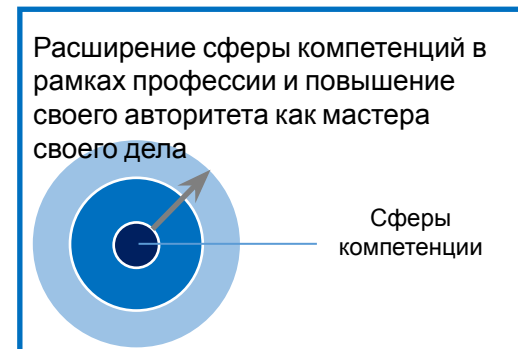 Расширение сферы компетенций в
рамках профессии и повышение
своего авторитета как мастера
своего дела
Сферы
компетенции